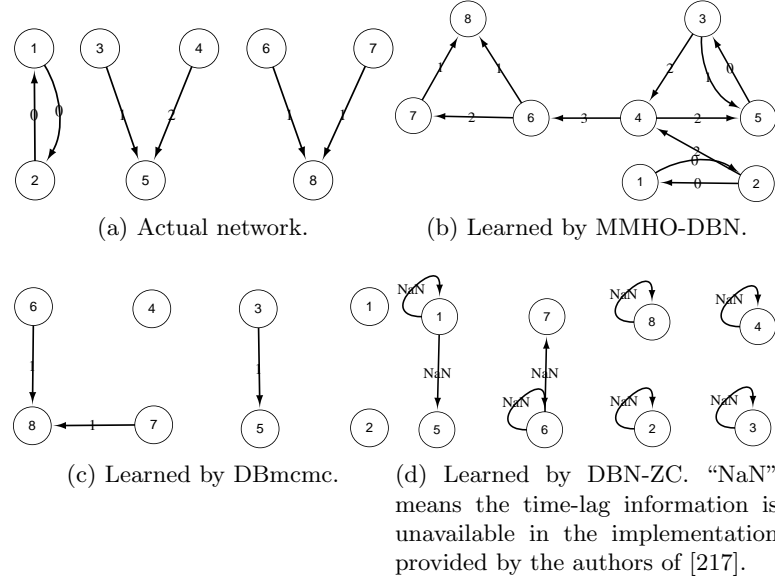 1 3 4 6 7
0 0 1 2 1 1
2 5 8
(a) Actual network.
8 3
1 1 2 1 0
7 2 6 3 4 2 5
2
0
1 0 2
(b) Learned by MMHO-DBN.
6 4 3 1
1 1
8 1 7 5 2
(c) Learned by DBmcmc.
NaN NaN NaN
1 7 8 4
NaN NaN
NaN NaN NaN
5 6 2 3
(d) Learned by DBN-ZC. “NaN”
means the time-lag information is
unavailable in the implementation
provided by the authors of [217].